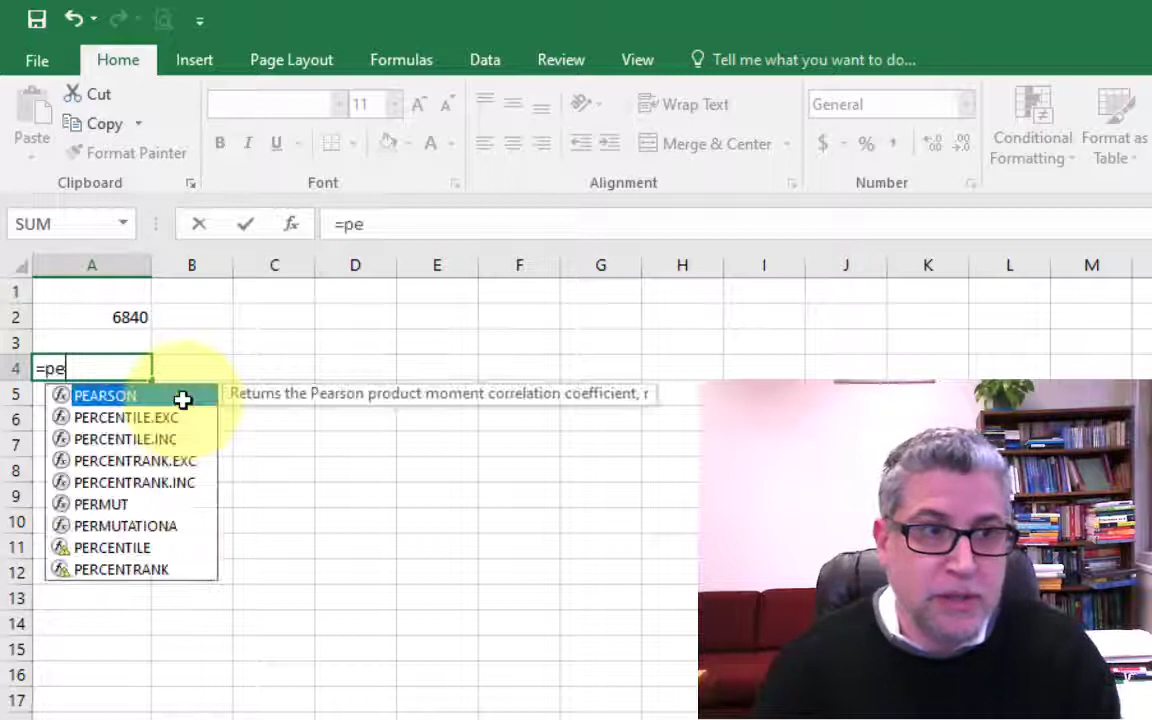 File Home Insert Page Layout Formulas Data Review View Tell me what you want to do...
Paste
Cut
Copy
Format Painter
Clipboard
11 A A
B I U A
Font
Wrap Text
Merge & Center
Alignment
General
$ % , .00
Number
Conditional Formatting
Format as Table
SUM fx =pe
A B C D E F G H I J K L M
1
2 6840
3
4 =pe
5 PEARSON Returns the Pearson product moment correlation coefficient, r
6 PERCENTILE.EXC
PERCENTILE.INC
7 PERCENTRANK.EXC
8 PERCENTRANK.INC
9 PERMUT
10 PERMUTATIONA
11 PERCENTILE
12 PERCENTRANK
13
14
15
16
17